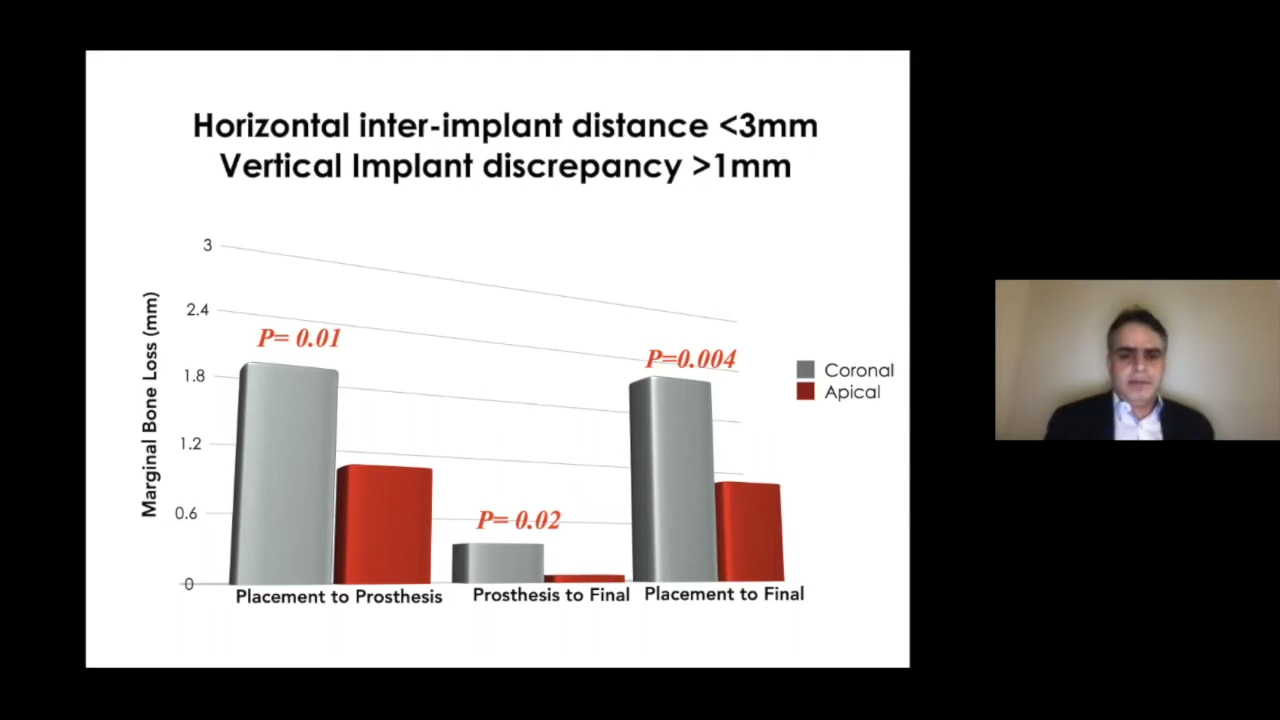 Horizontal inter-implant distance <3mm
Vertical Implant discrepancy >1mm
Marginal Bone Loss (mm)
3
2.4
1.8
1.2
0.6
0
P= 0.01
P= 0.02
P=0.004
Coronal
Apical
Placement to Prosthesis
Prosthesis to Final
Placement to Final